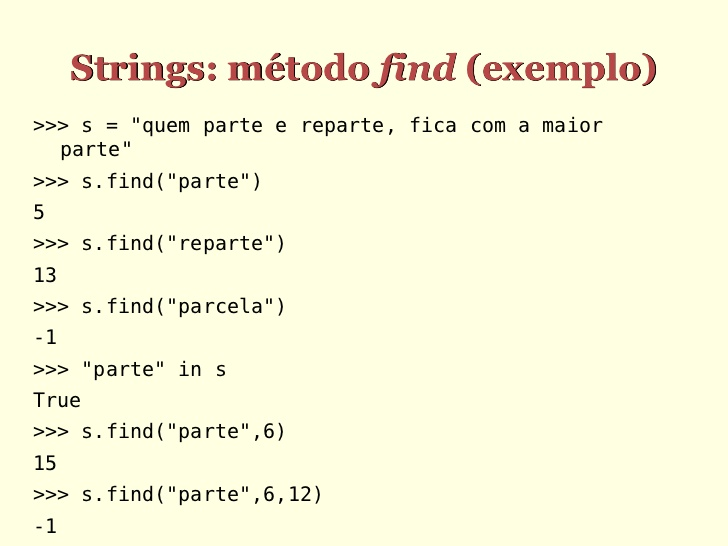 Strings: método find (exemplo)
>>> s = "quem parte e reparte, fica com a maior
parte"
>>> s.find("parte")
5
>>> s.find("reparte")
13
>>> s.find("parcela")
-1
>>> "parte" in s
True
>>> s.find("parte",6)
15
>>> s.find("parte",6,12)
-1